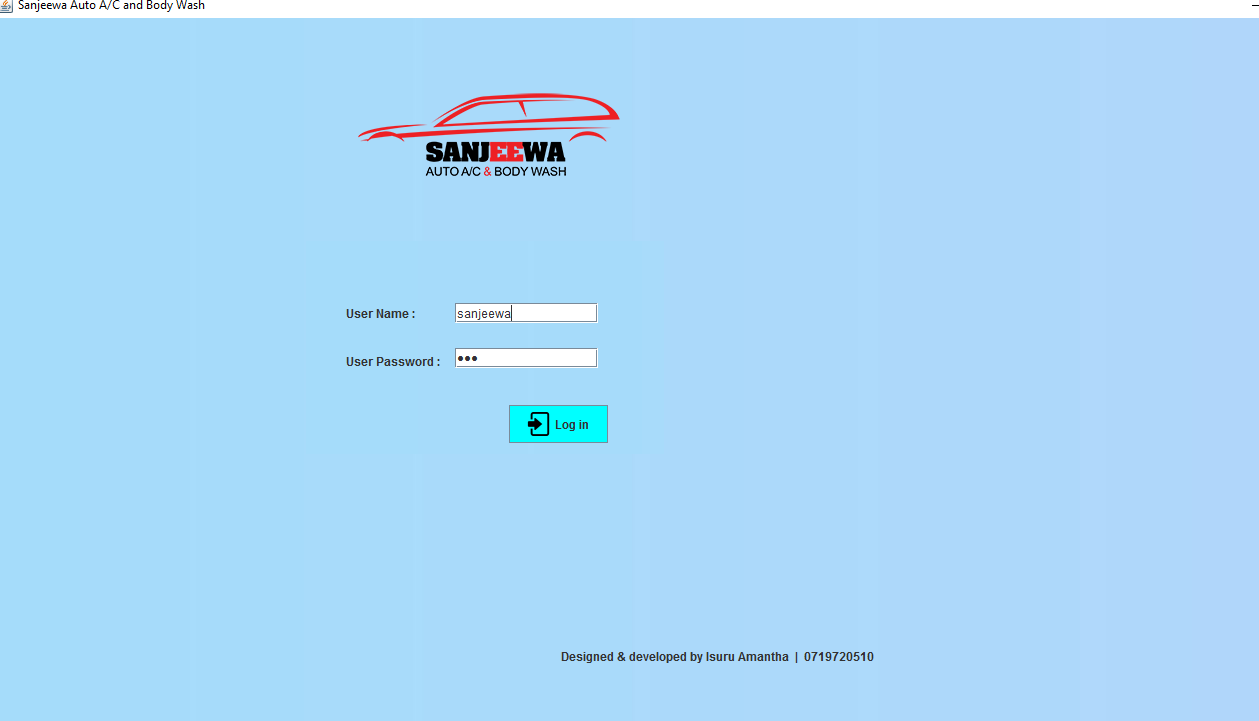 Sanjeewa Auto A/C and Body Wash
SANJEEWA
AUTO A/C & BODY WASH
User Name : sanjeewa
User Password : •••
Log in
Designed & developed by Isuru Amantha | 0719720510